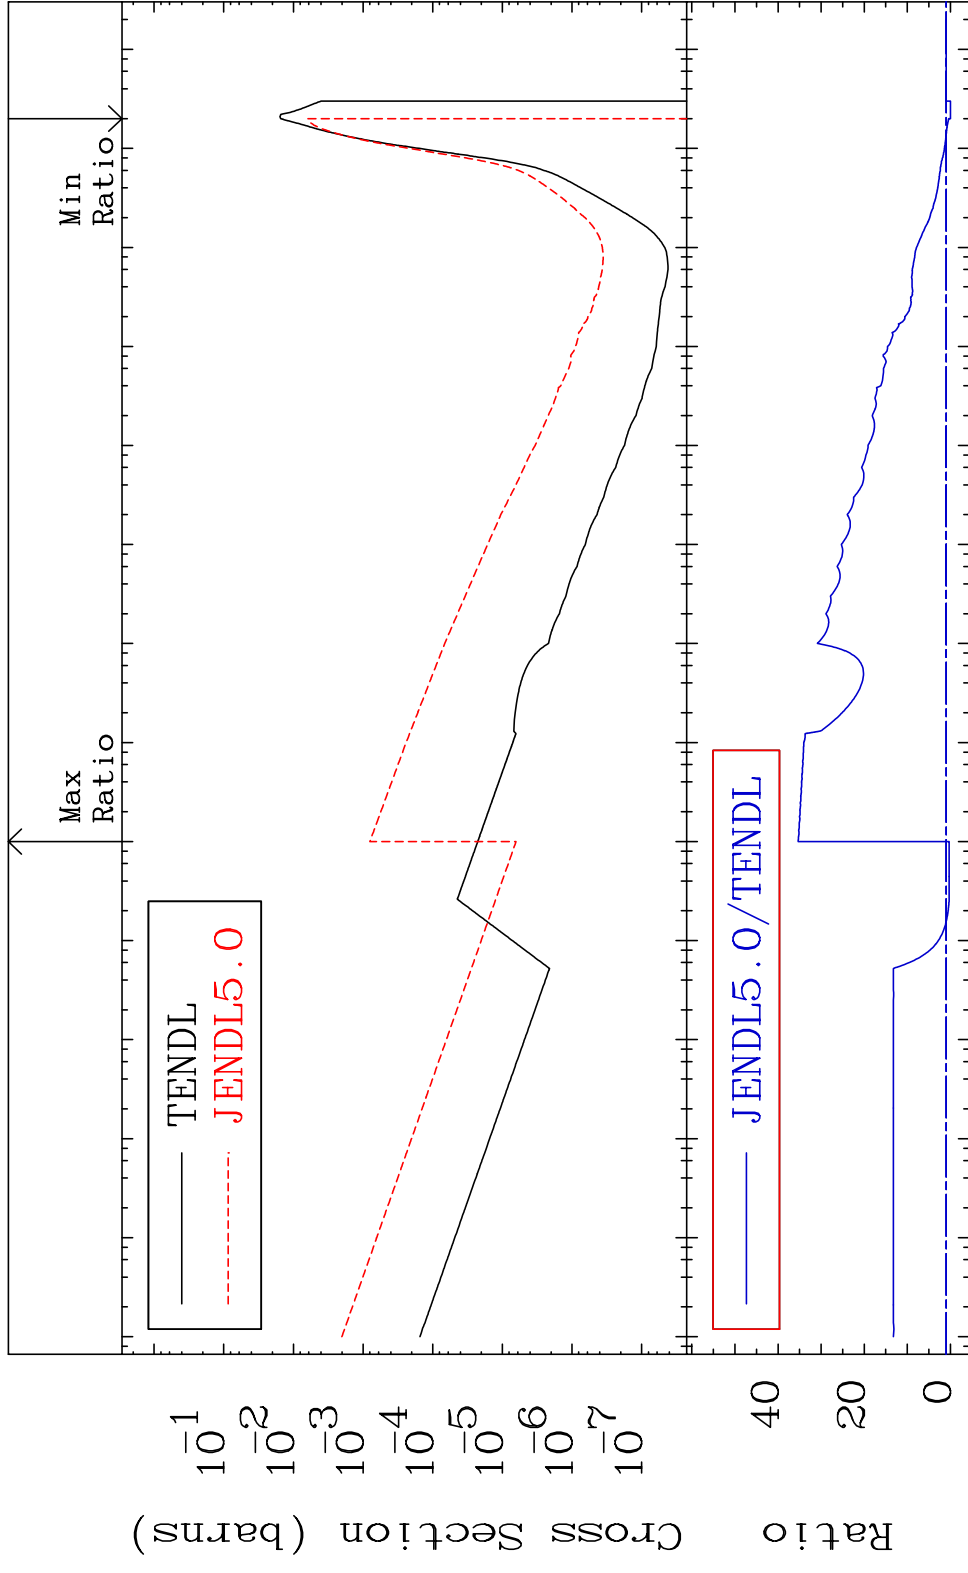 Max
Ratio
Min
Ratio
Cross Section (barns)
10-1
10-2
10-3
10-4
10-5
10-6
10-7
TENDL
JENDL5.0
Ratio
40
20
0
JENDL5.0/TENDL